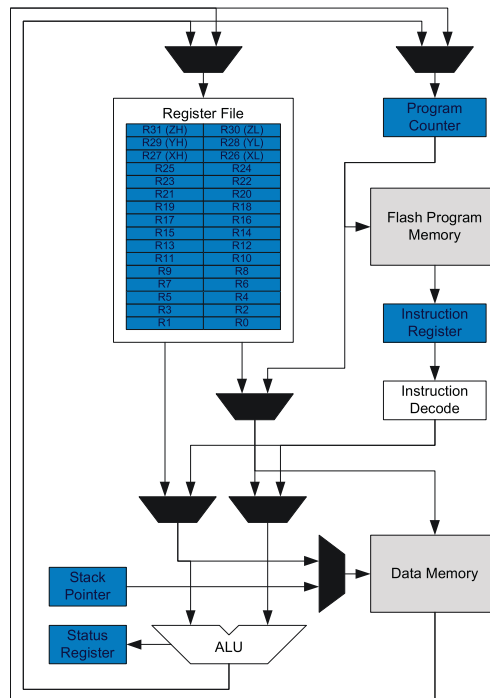 Register File
R31 (ZH) R30 (ZL)
R29 (YH) R28 (YL)
R27 (XH) R26 (XL)
R25 R24
R23 R22
R21 R20
R19 R18
R17 R16
R15 R14
R13 R12
R11 R10
R9 R8
R7 R6
R5 R4
R3 R2
R1 R0
Program
Counter
Flash Program
Memory
Instruction
Register
Instruction
Decode
Stack
Pointer
Data Memory
Status
Register
ALU